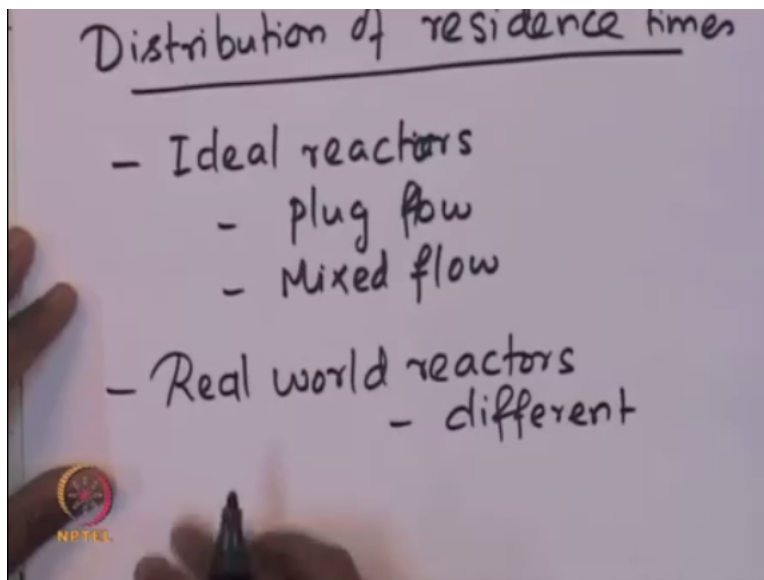 Distribution of residence times
- Ideal reactors
- plug flow
- Mixed flow
- Real world reactors
- different
NPTEL